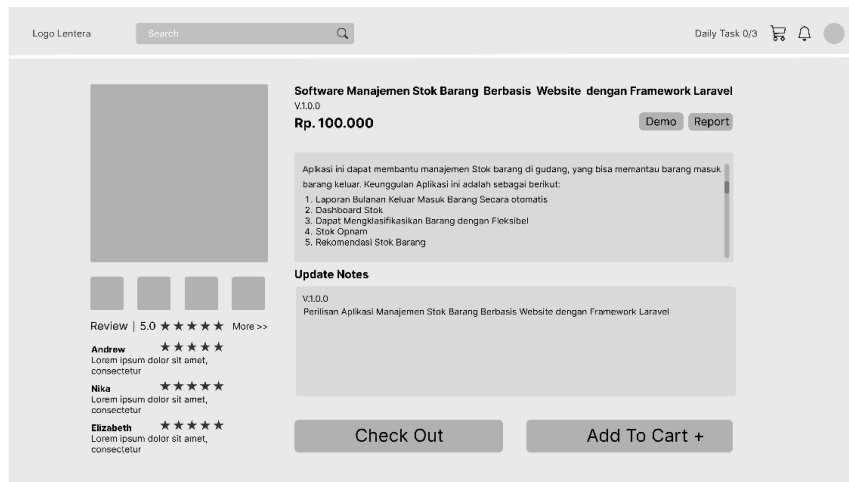 Logo Lentera
Search
Daily Task 0/3
Software Manajemen Stok Barang Berbasis Website dengan Framework Laravel
V.1.0.0
Rp. 100.000
Demo
Report
Aplkasi ini dapat membantu manajemen Stok barang di gudang, yang bisa memantau barang masuk
barang keluar. Keunggulan Aplikasi ini adalah sebagai berikut:
1. Laporan Bulanan Keluar Masuk Barang Secara otomatis
2. Dashboard Stok
3. Dapat Mengklasifikasikan Barang dengan Fleksibel
4. Stok Opnam
5. Rekomendasi Stok Barang
Update Notes
V.1.0.0
Perilisan Aplikasi Manajemen Stok Barang Berbasis Website dengan Framework Laravel
Review | 5.0 ★★★★★ More >>
Andrew ★★★★★
Lorem ipsum dolor sit amet,
consectetur
Nika ★★★★★
Lorem ipsum dolor sit amet,
consectetur
Elizabeth ★★★★★
Lorem ipsum dolor sit amet,
consectetur
Check Out
Add To Cart +